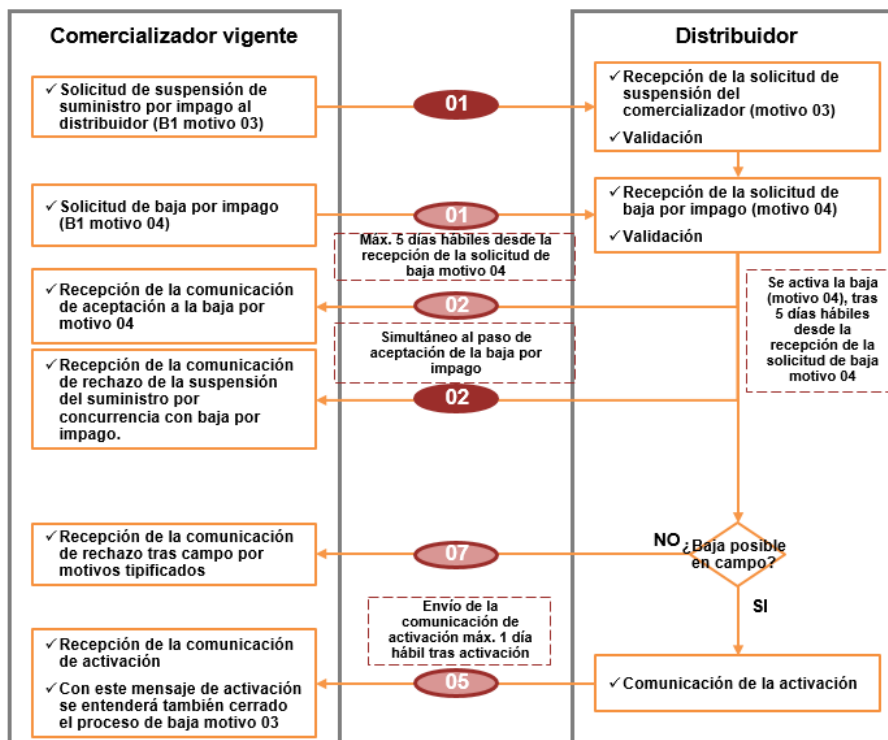 Comercializador vigente
Distribuidor
✓ Solicitud de suspensión de
suministro por impago al
distribuidor (B1 motivo 03)
01
✓ Recepción de la solicitud de
suspensión del
comercializador (motivo 03)
✓ Validación
✓ Solicitud de baja por impago
(B1 motivo 04)
01
✓ Recepción de la solicitud de
baja por impago (motivo 04)
✓ Validación
Máx. 5 días hábiles desde la
recepción de la solicitud de
baja motivo 04
✓ Recepción de la comunicación
de aceptación a la baja por
motivo 04
02
Se activa la baja
(motivo 04), tras
5 días hábiles
desde la
recepción de la
solicitud de baja
motivo 04
Simultáneo al paso de
aceptación de la baja por
impago
✓ Recepción de la comunicación
de rechazo de la suspensión
del suministro por
concurrencia con baja por
impago.
02
✓ Recepción de la comunicación
de rechazo tras campo por
motivos tipificados
07
NO
¿Baja posible
en campo?
SI
Envío de la
comunicación de
activación máx. 1 día
hábil tras activación
✓ Recepción de la comunicación
de activación
✓ Con este mensaje de activación
se entenderá también cerrado
el proceso de baja motivo 03
05
✓ Comunicación de la activación